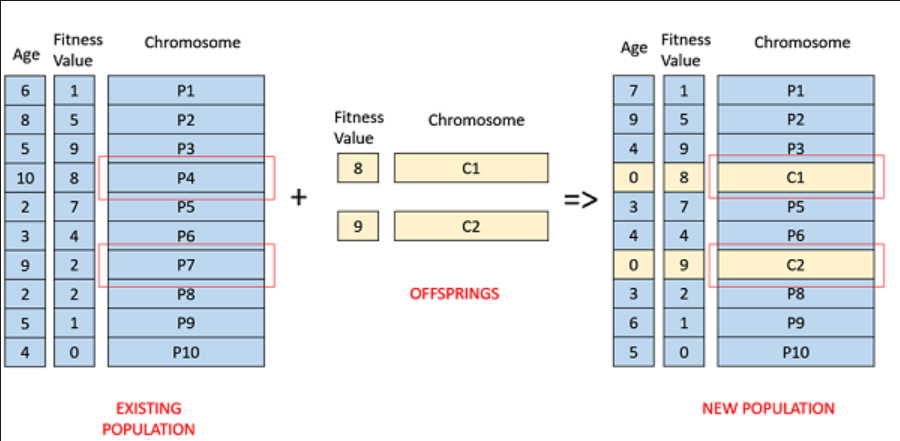 Age Fitness Value Chromosome
6 1 P1
8 5 P2
5 9 P3
10 8 P4
2 7 P5
3 4 P6
9 2 P7
2 2 P8
5 1 P9
4 0 P10
EXISTING
POPULATION
+
Fitness Value Chromosome
8 C1
9 C2
OFFSPRINGS
=>
Age Fitness Value Chromosome
7 1 P1
9 5 P2
4 9 P3
0 8 C1
3 7 P5
4 4 P6
0 9 C2
3 2 P8
6 1 P9
5 0 P10
NEW POPULATION